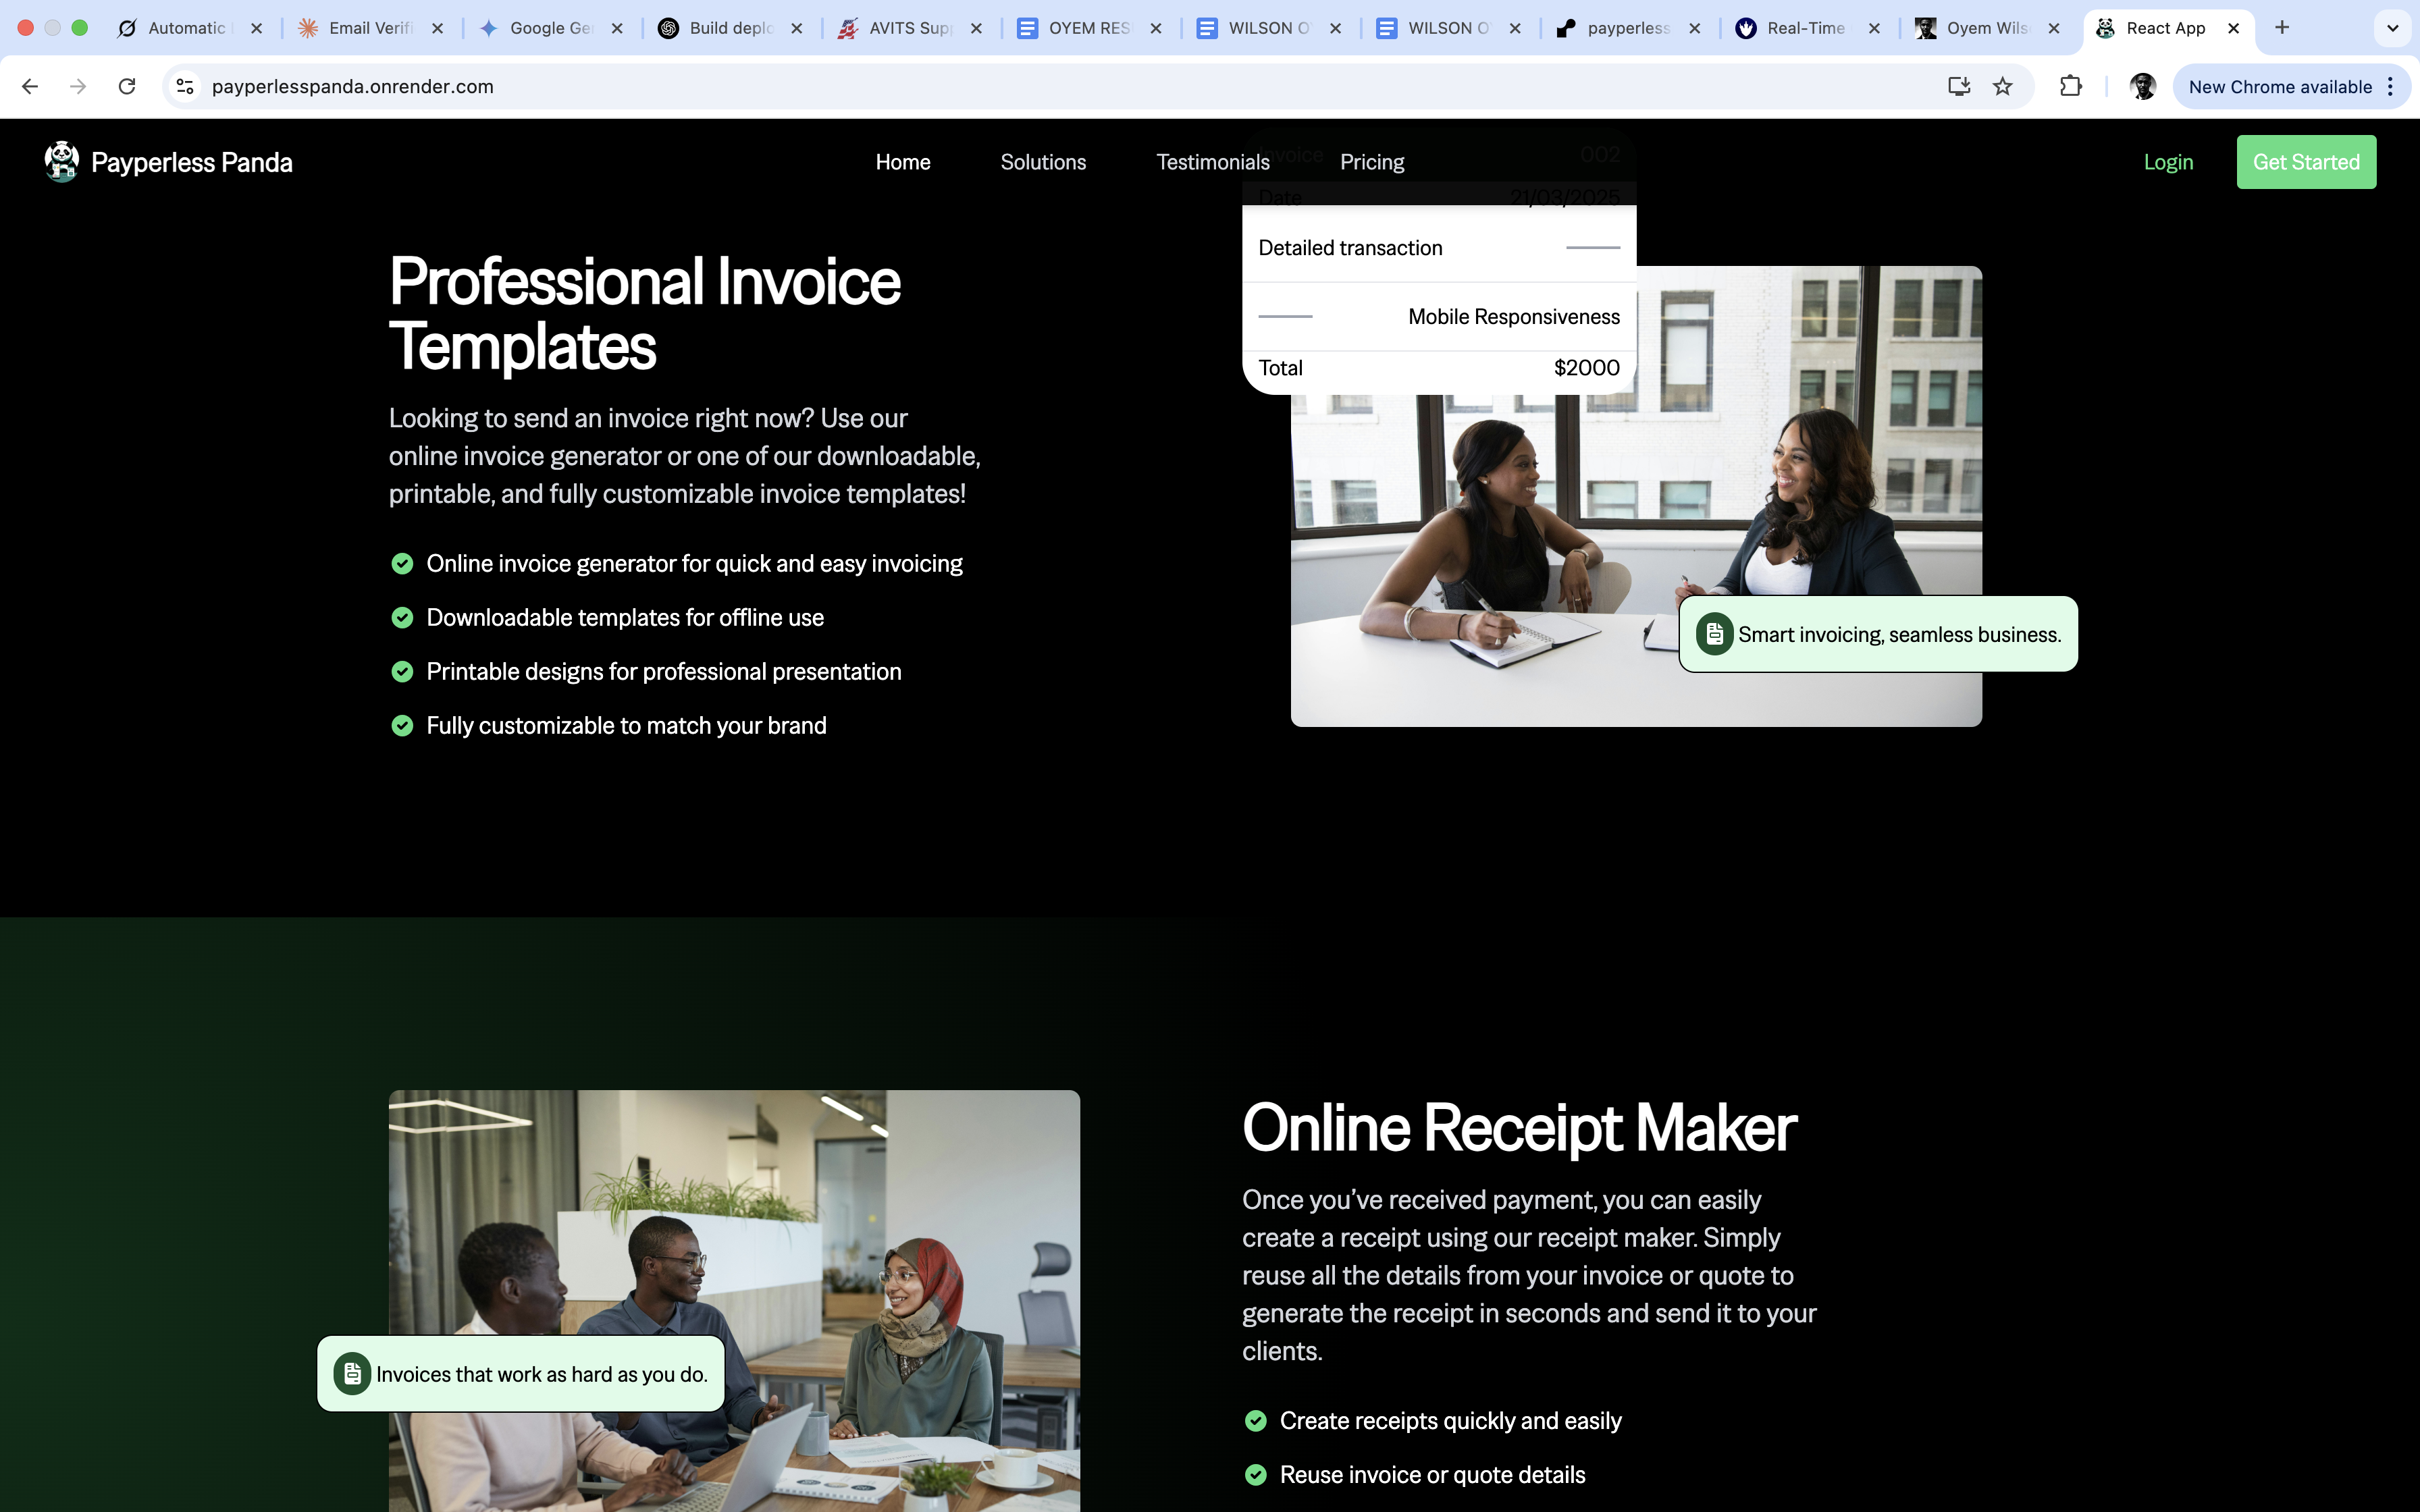 Automatic
Email Verifi
Google Ge
Build deplo
AVITS Sup
OYEM RES
WILSON O
WILSON O
payperless
Real-Time
Oyem Wils
React App
payperlesspanda.onrender.com
New Chrome available
Payperless Panda
Home
Solutions
Testimonials
Pricing
Login
Get Started
Invoice 002
Date 21/03/2025
Detailed transaction
Mobile Responsiveness
Total $2000
Professional Invoice
Templates
Looking to send an invoice right now? Use our
online invoice generator or one of our downloadable,
printable, and fully customizable invoice templates!
Online invoice generator for quick and easy invoicing
Downloadable templates for offline use
Printable designs for professional presentation
Fully customizable to match your brand
Smart invoicing, seamless business.
Invoices that work as hard as you do.
Online Receipt Maker
Once you’ve received payment, you can easily
create a receipt using our receipt maker. Simply
reuse all the details from your invoice or quote to
generate the receipt in seconds and send it to your
clients.
Create receipts quickly and easily
Reuse invoice or quote details